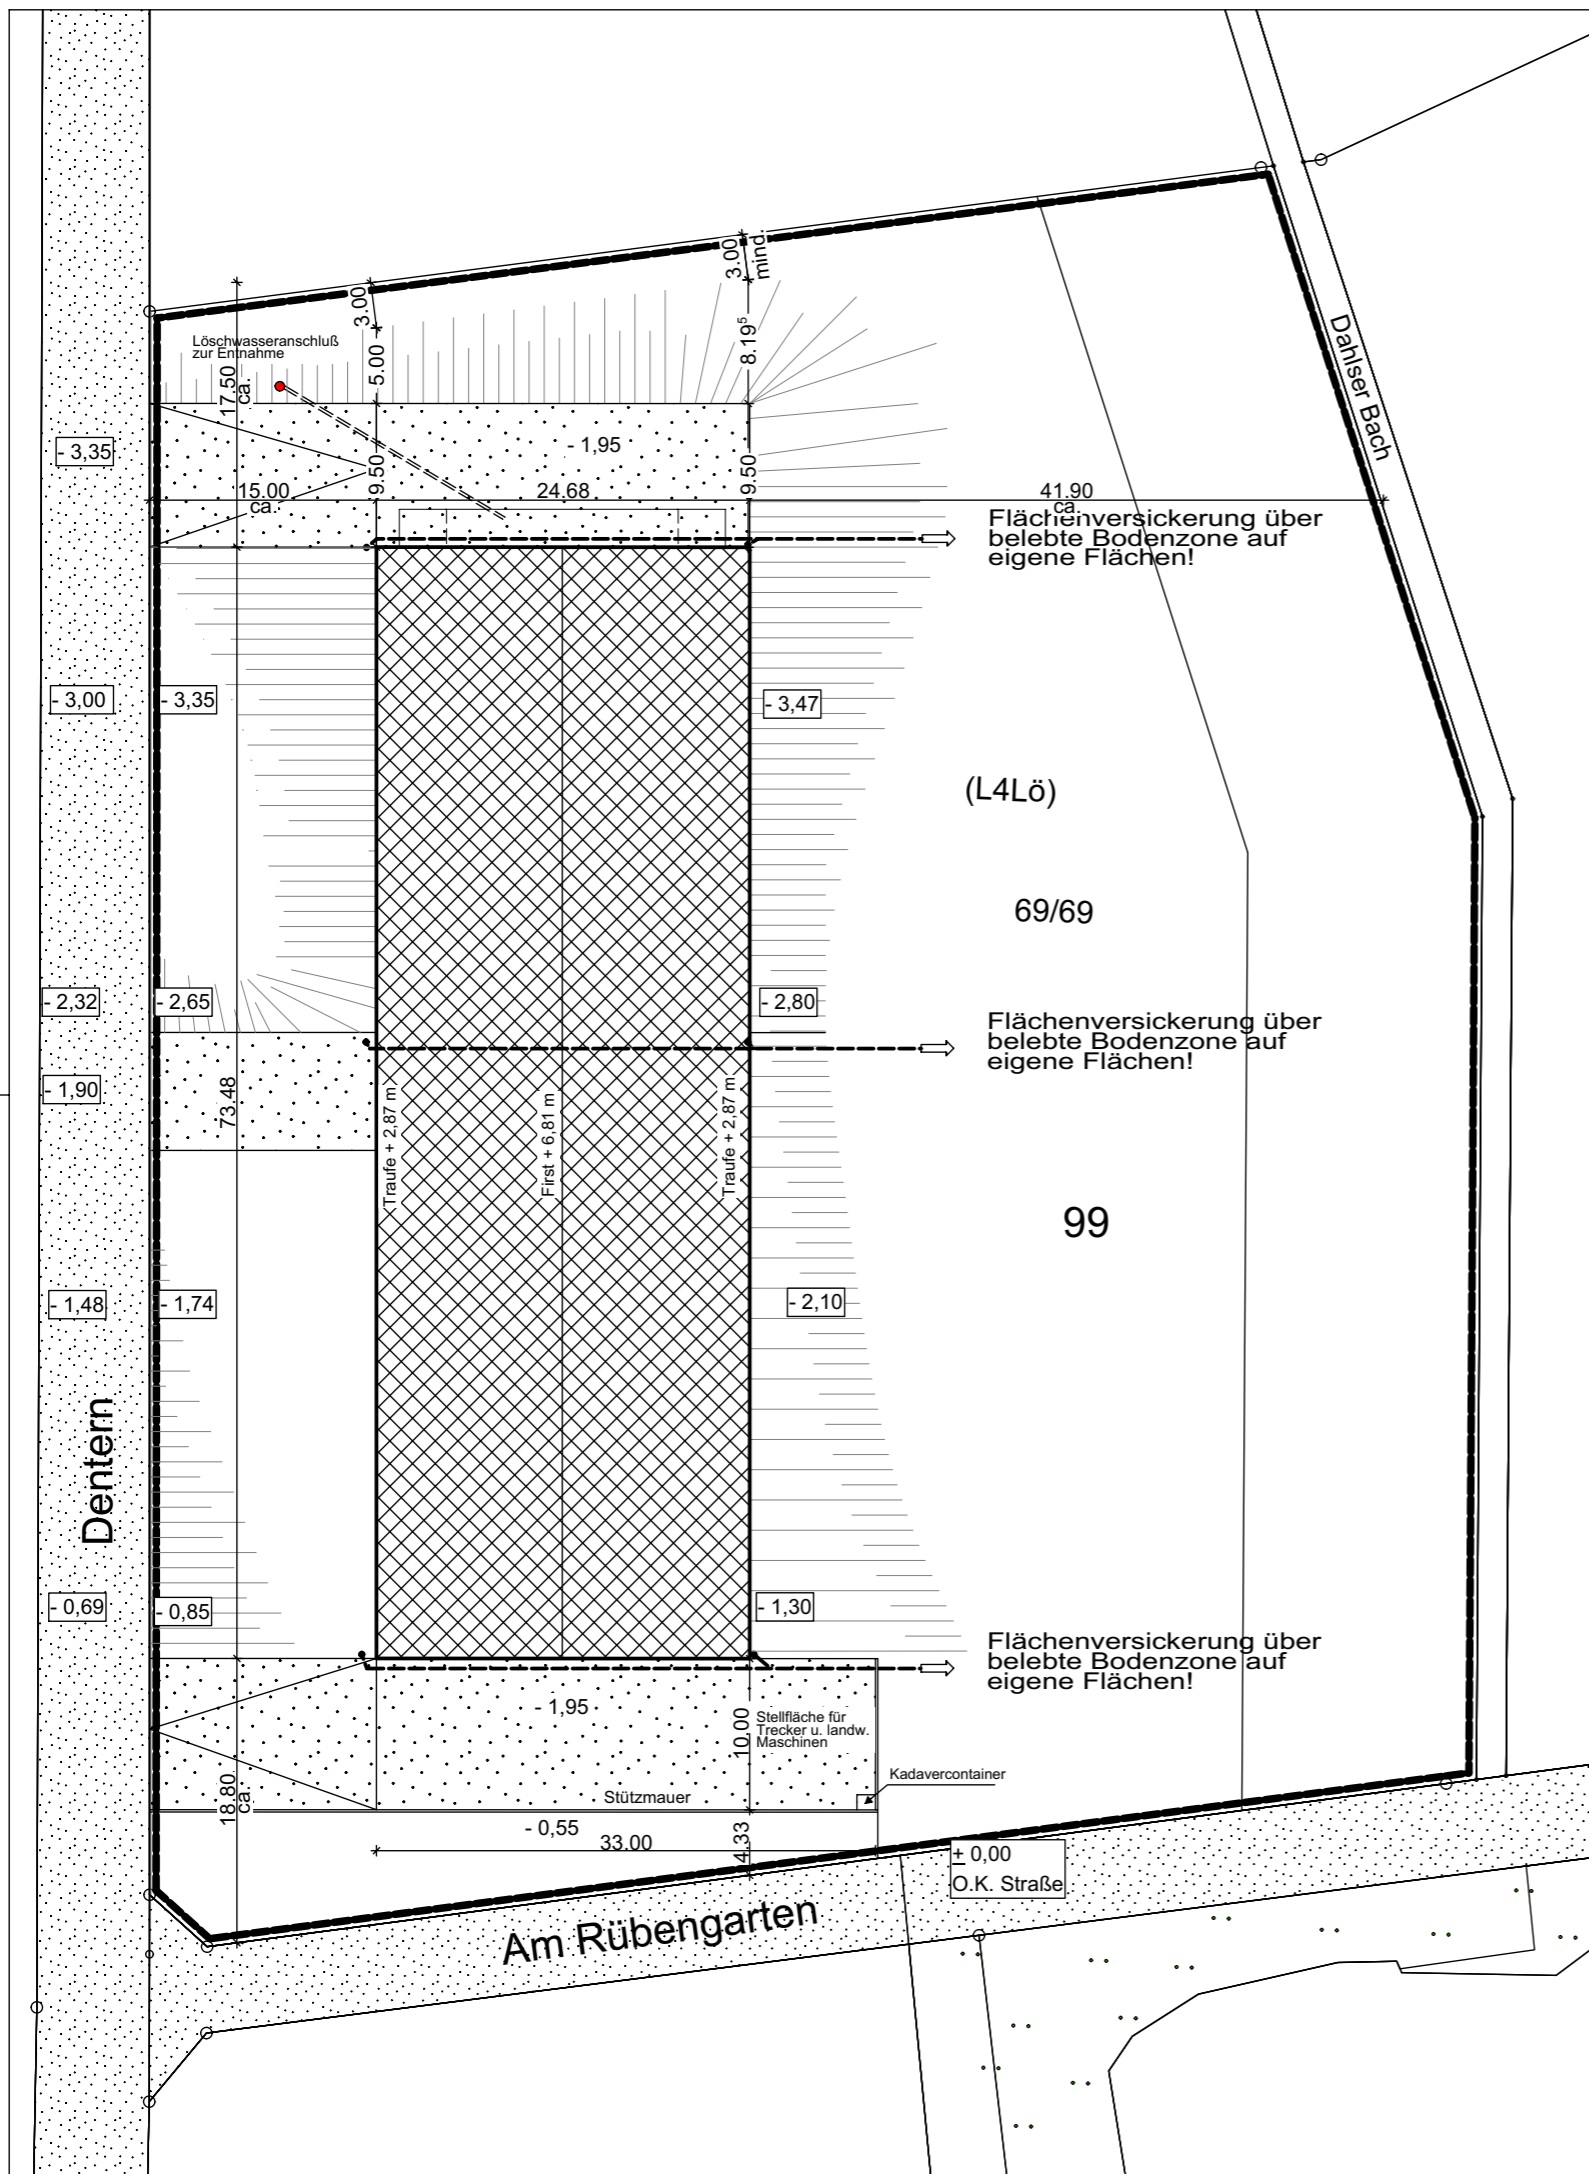 3.00
mind.
3.00
Löschwasseranschluß
zur Entnahme
17.50
ca.
5.00
8.19⁵
Dahlser Bach
- 3,35
- 1,95
9.50
9.50
15.00
ca.
24.68
41.90
ca.
Flächenversickerung über
belebte Bodenzone auf
eigene Flächen!
- 3,00
- 3,35
- 3,47
(L4Lö)
69/69
- 2,32
- 2,65
- 2,80
Flächenversickerung über
belebte Bodenzone auf
eigene Flächen!
- 1,90
73.48
Traufe + 2,87 m
First + 6,81 m
Traufe + 2,87 m
99
- 1,48
- 1,74
- 2,10
Dentern
- 0,69
- 0,85
- 1,30
Flächenversickerung über
belebte Bodenzone auf
eigene Flächen!
- 1,95
10.00
Stellfläche für
Trecker u. landw.
Maschinen
Kadavercontainer
18.80
ca.
Stützmauer
- 0,55
33.00
4.33
± 0,00
O.K. Straße
Am Rübengarten